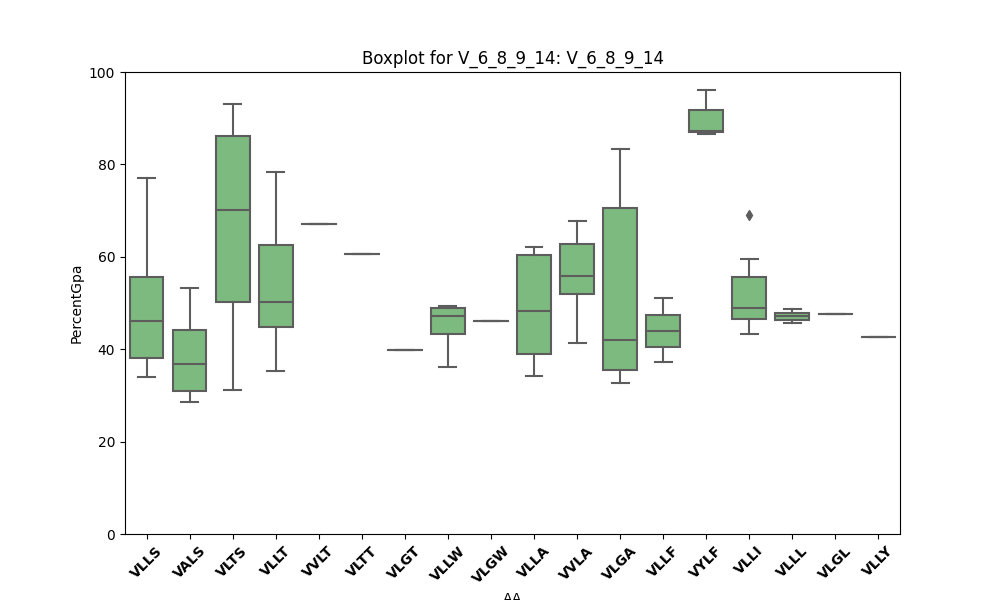 Boxplot for V_6_8_9_14: V_6_8_9_14
100
80
60
40
20
0
PercentGpa
VLLS VALS VLTS VLLT VVLT VLTT VLGT VLLW VLGW VLLA VVLA VLGA VLLF VYLF VLLI VLLL VLGL VLLY
AA